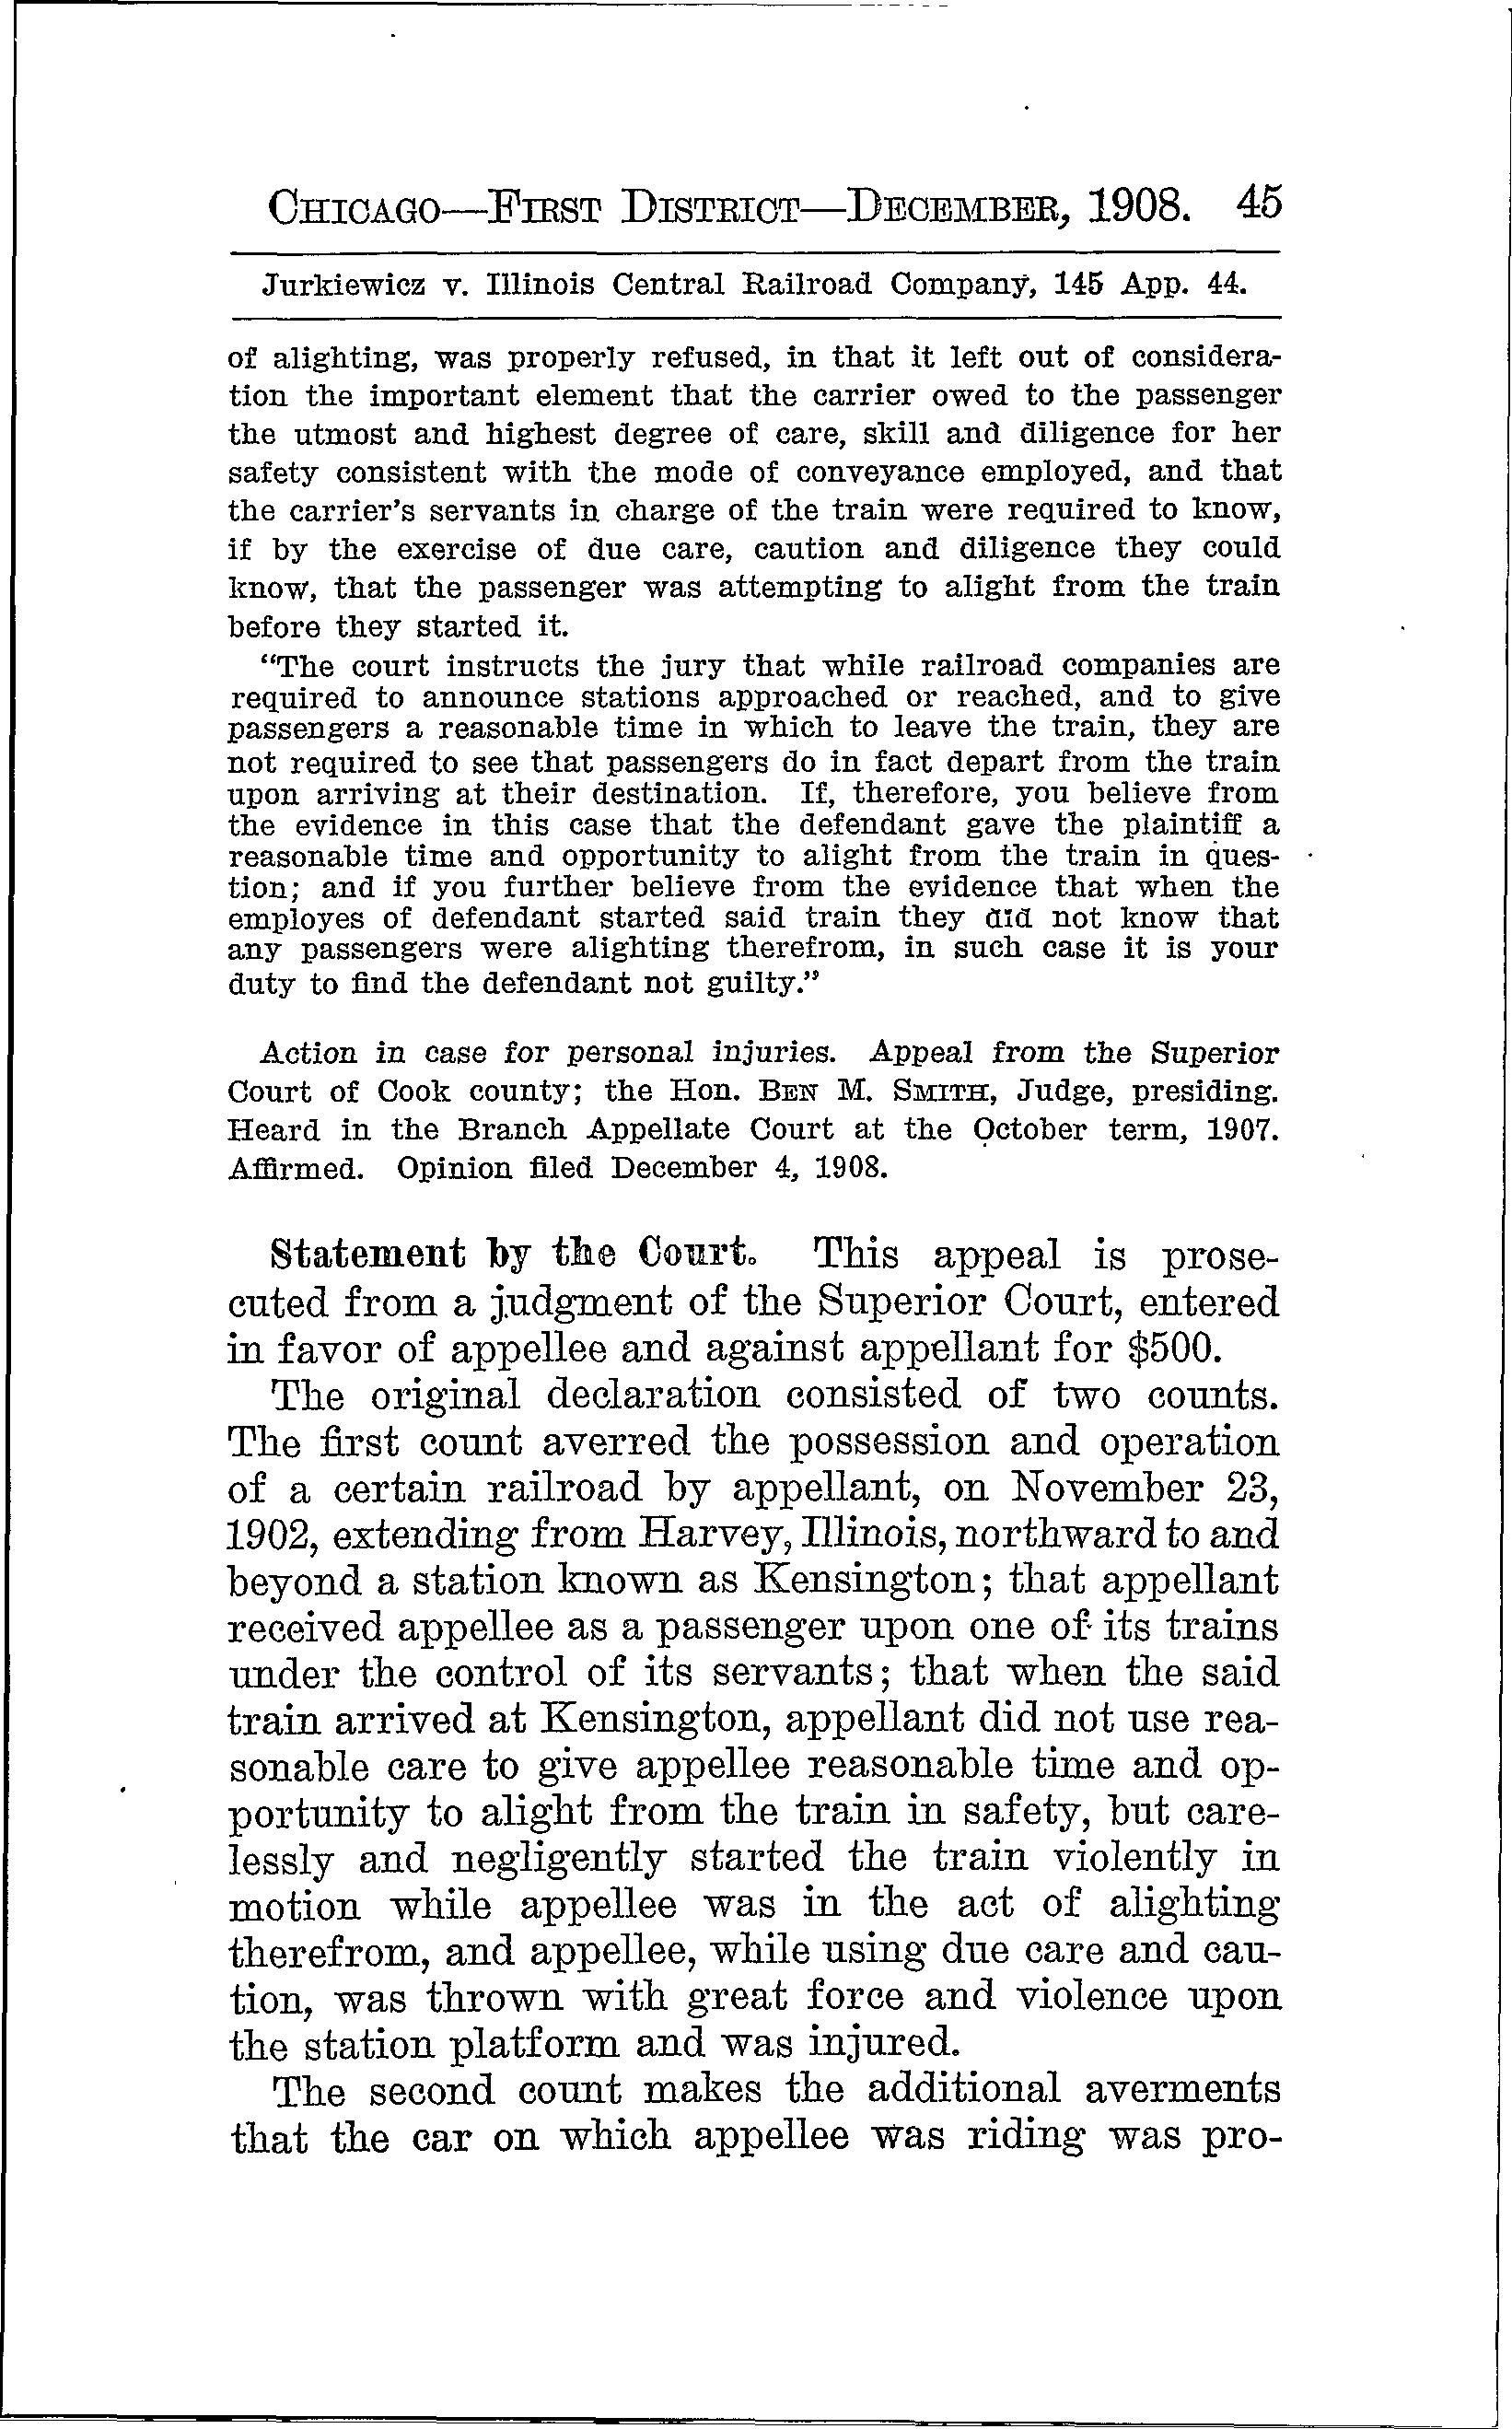 CHICAGO—FIRST DISTRICT—DECEMBER, 1908. 45
Jurkiewicz v. Illinois Central Railroad Company, 145 App. 44.
of alighting, was properly refused, in that it left out of considera-
tion the important element that the carrier owed to the passenger
the utmost and highest degree of care, skill and diligence for her
safety consistent with the mode of conveyance employed, and that
the carrier's servants in charge of the train were required to know,
if by the exercise of due care, caution and diligence they could
know, that the passenger was attempting to alight from the train
before they started it.
"The court instructs the jury that while railroad companies are
required to announce stations approached or reached, and to give
passengers a reasonable time in which to leave the train, they are
not required to see that passengers do in fact depart from the train
upon arriving at their destination. If, therefore, you believe from
the evidence in this case that the defendant gave the plaintiff a
reasonable time and opportunity to alight from the train in ques-
tion; and if you further believe from the evidence that when the
employes of defendant started said train they did not know that
any passengers were alighting therefrom, in such case it is your
duty to find the defendant not guilty."
Action in case for personal injuries. Appeal from the Superior
Court of Cook county; the Hon. BEN M. SMITH, Judge, presiding.
Heard in the Branch Appellate Court at the October term, 1907.
Affirmed. Opinion filed December 4, 1908.
Statement by the Court. This appeal is prose-
cuted from a judgment of the Superior Court, entered
in favor of appellee and against appellant for $500.
The original declaration consisted of two counts.
The first count averred the possession and operation
of a certain railroad by appellant, on November 23,
1902, extending from Harvey, Illinois, northward to and
beyond a station known as Kensington; that appellant
received appellee as a passenger upon one of its trains
under the control of its servants; that when the said
train arrived at Kensington, appellant did not use rea-
sonable care to give appellee reasonable time and op-
portunity to alight from the train in safety, but care-
lessly and negligently started the train violently in
motion while appellee was in the act of alighting
therefrom, and appellee, while using due care and cau-
tion, was thrown with great force and violence upon
the station platform and was injured.
The second count makes the additional averments
that the car on which appellee was riding was pro-